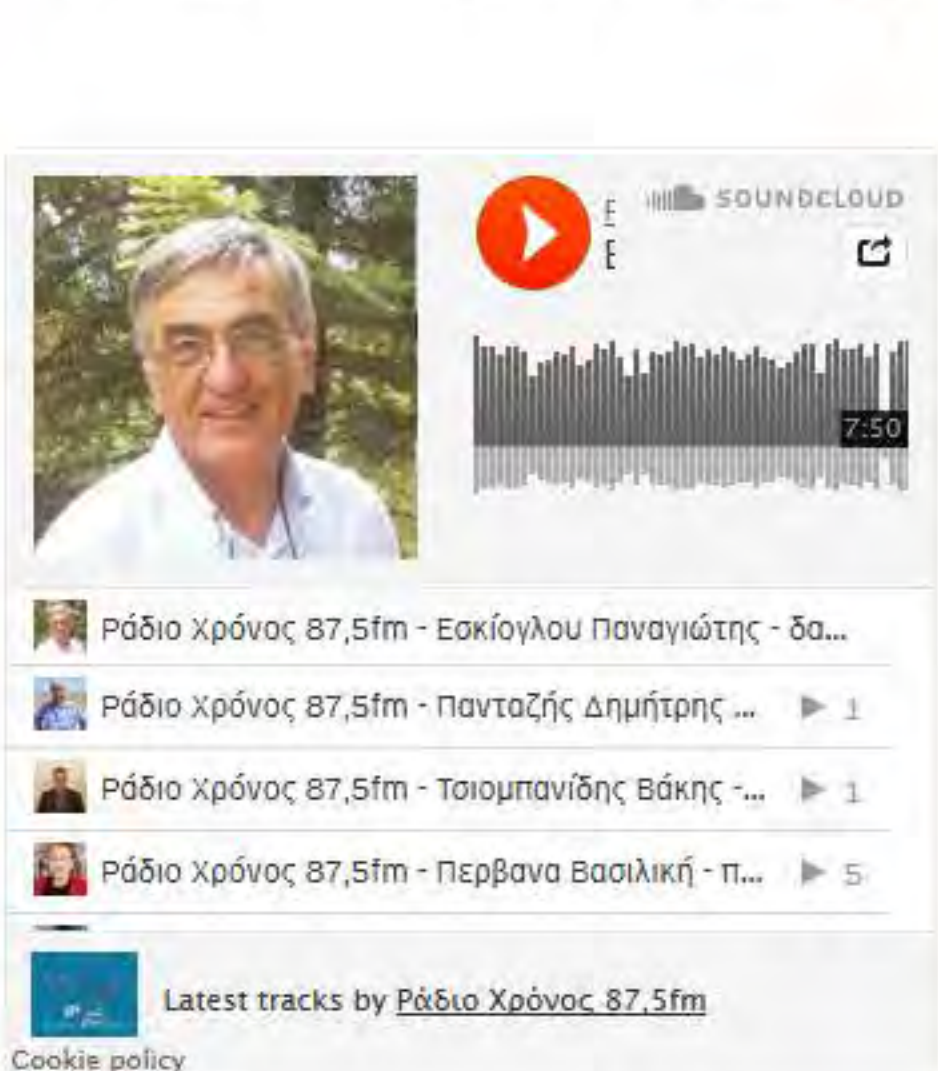 SOUNDCLOUD
7:50
Ράδιο Χρόνος 87,5fm - Εσκίογλου Παναγιώτης - δα...
Ράδιο Χρόνος 87,5fm - Πανταζής Δημήτρης ... 1
Ράδιο Χρόνος 87,5fm - Τσιομπανίδης Βάκης -... 1
Ράδιο Χρόνος 87,5fm - Περβανα Βασιλική - π... 5
Latest tracks by Ράδιο Χρόνος 87,5fm
Cookie policy